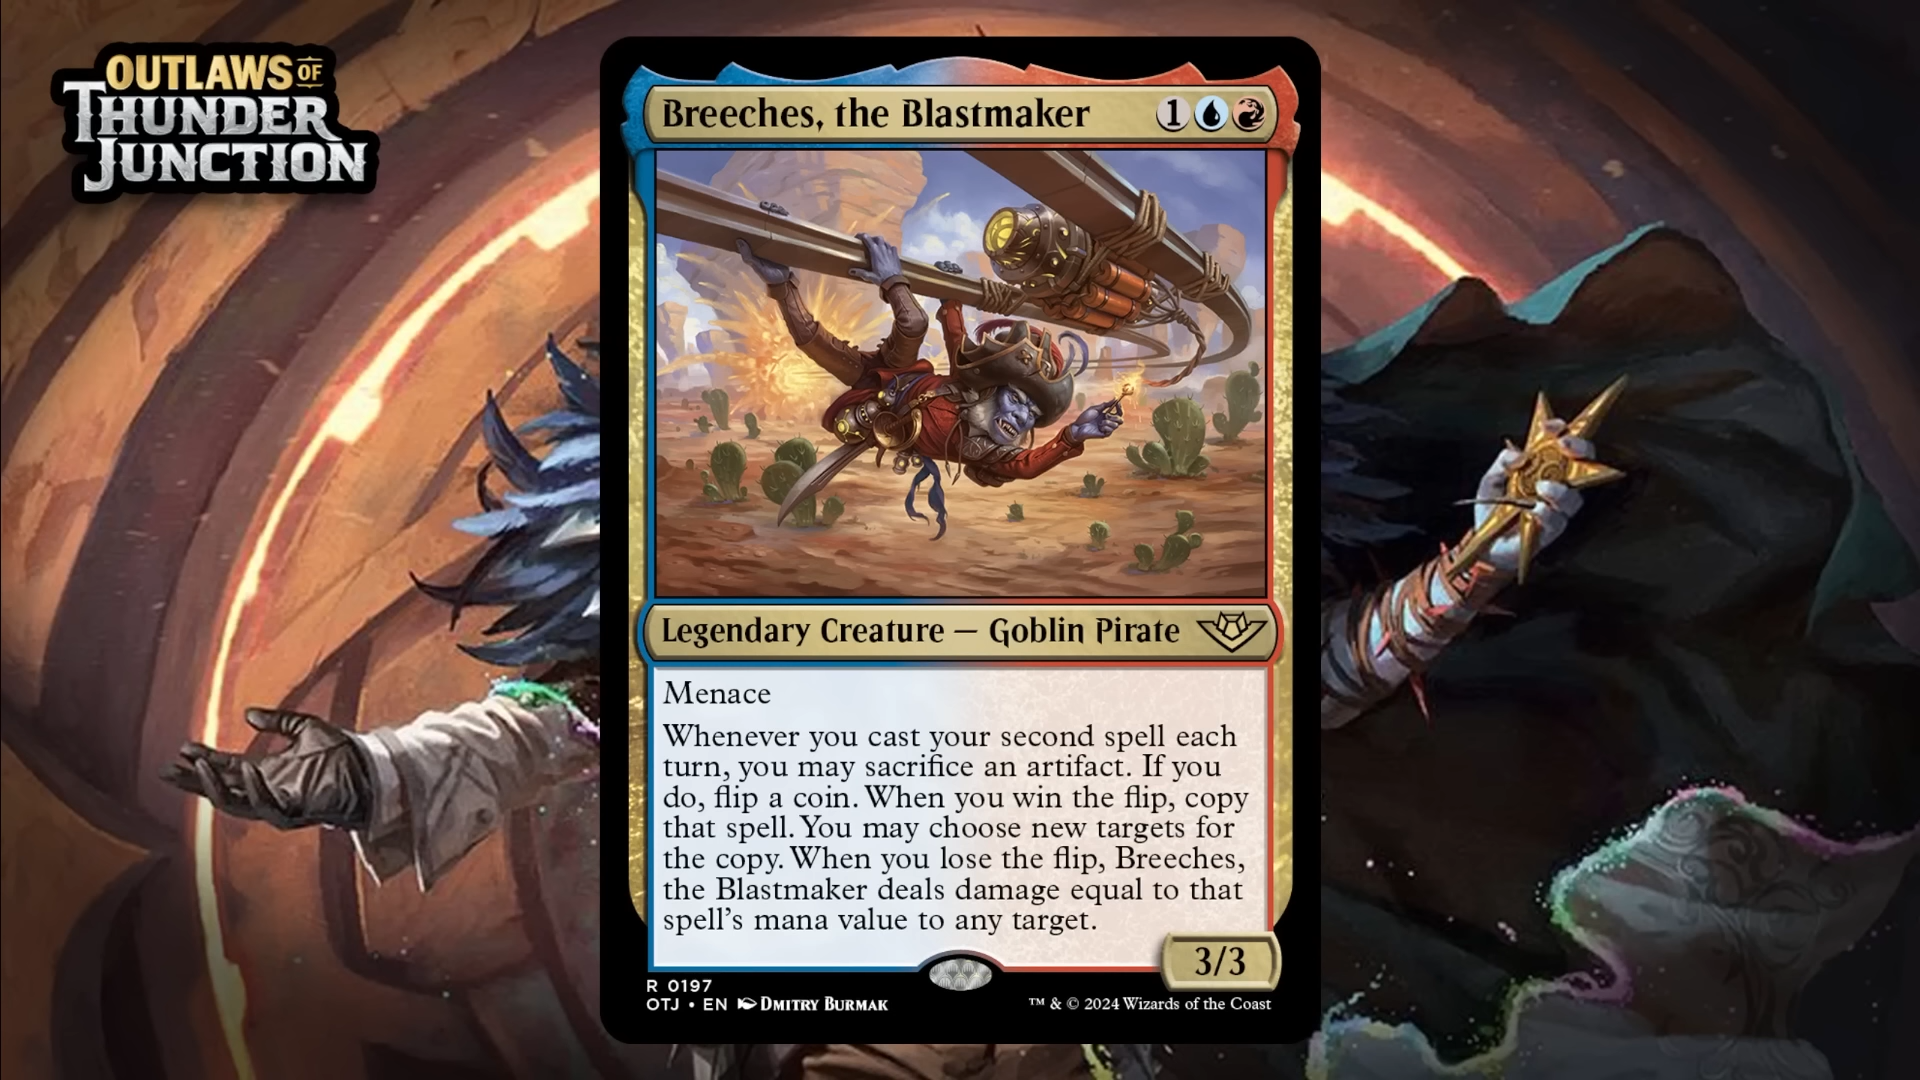 OUTLAWS OF
THUNDER
JUNCTION
Breeches, the Blastmaker 1
Legendary Creature — Goblin Pirate
Menace
Whenever you cast your second spell each
turn, you may sacrifice an artifact. If you
do, flip a coin. When you win the flip, copy
that spell. You may choose new targets for
the copy. When you lose the flip, Breeches,
the Blastmaker deals damage equal to that
spell’s mana value to any target.
3/3
R 0197
OTJ • EN DMITRY BURMAK
™ & © 2024 Wizards of the Coast